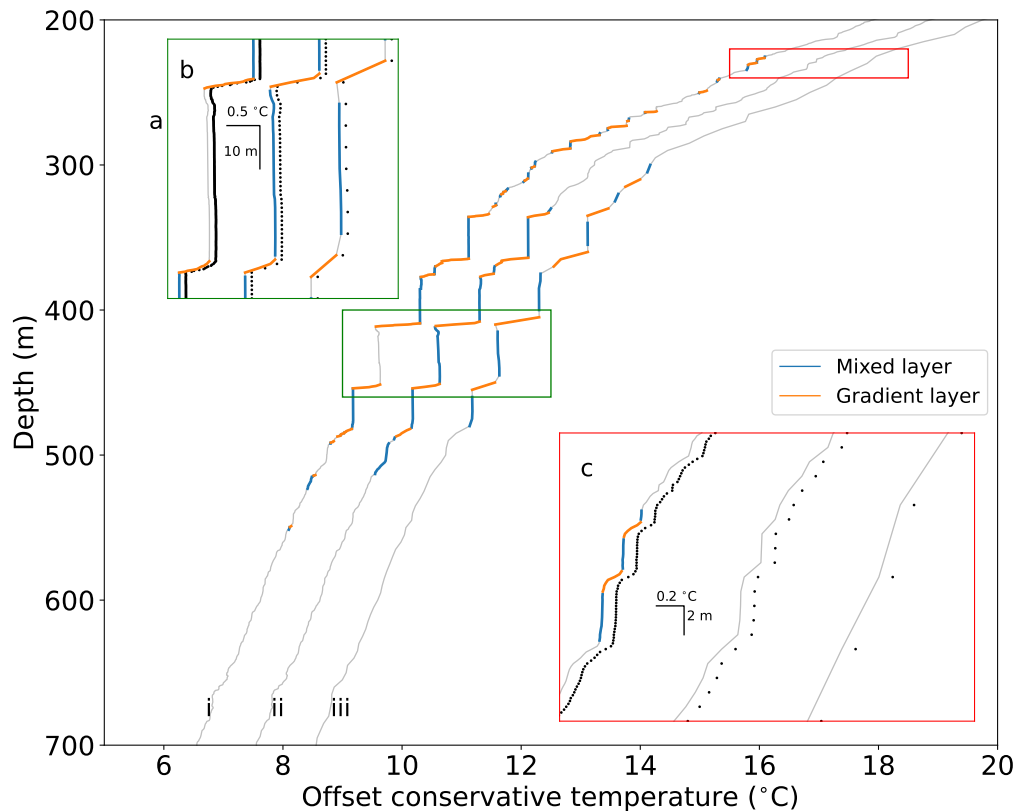 200
300
400
500
600
700
Depth (m)
6
8
10
12
14
16
18
20
Offset conservative temperature (°C)
a
b
0.5 °C
10 m
Mixed layer
Gradient layer
c
0.2 °C
2 m
i
ii
iii